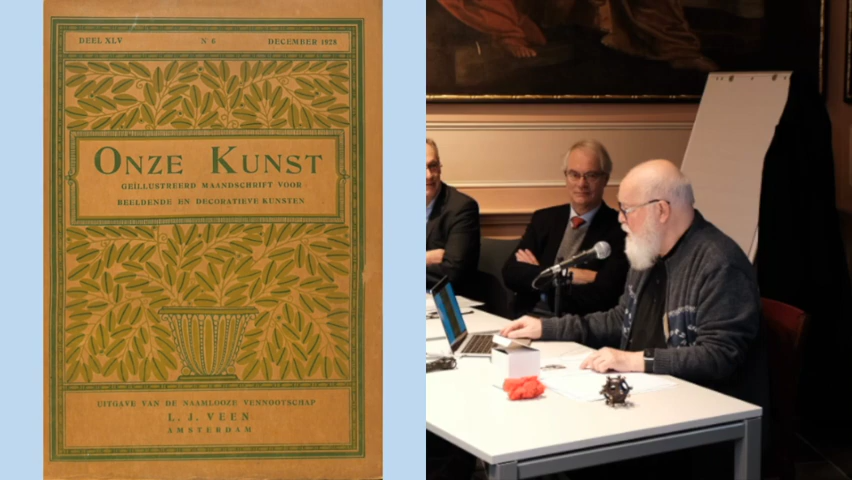 DEEL XLV Nº 6 DECEMBER 1928
ONZE KUNST
GEÏLLUSTREERD MAANDSCHRIFT VOOR
BEELDENDE EN DECORATIEVE KUNSTEN
UITGAVE VAN DE NAAMLOOZE VENNOOTSCHAP
L. J. VEEN
AMSTERDAM